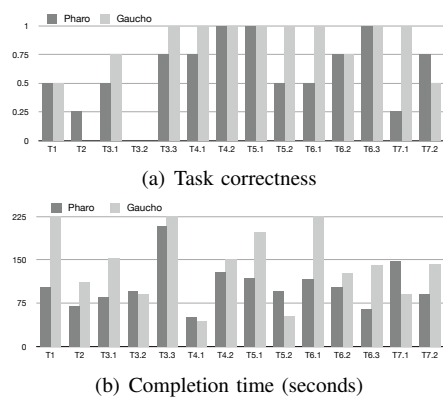 Pharo Gaucho
1
0.75
0.5
0.25
0
T1 T2 T3.1 T3.2 T3.3 T4.1 T4.2 T5.1 T5.2 T6.1 T6.2 T6.3 T7.1 T7.2
(a) Task correctness
Pharo Gaucho
225
150
75
0
T1 T2 T3.1 T3.2 T3.3 T4.1 T4.2 T5.1 T5.2 T6.1 T6.2 T6.3 T7.1 T7.2
(b) Completion time (seconds)